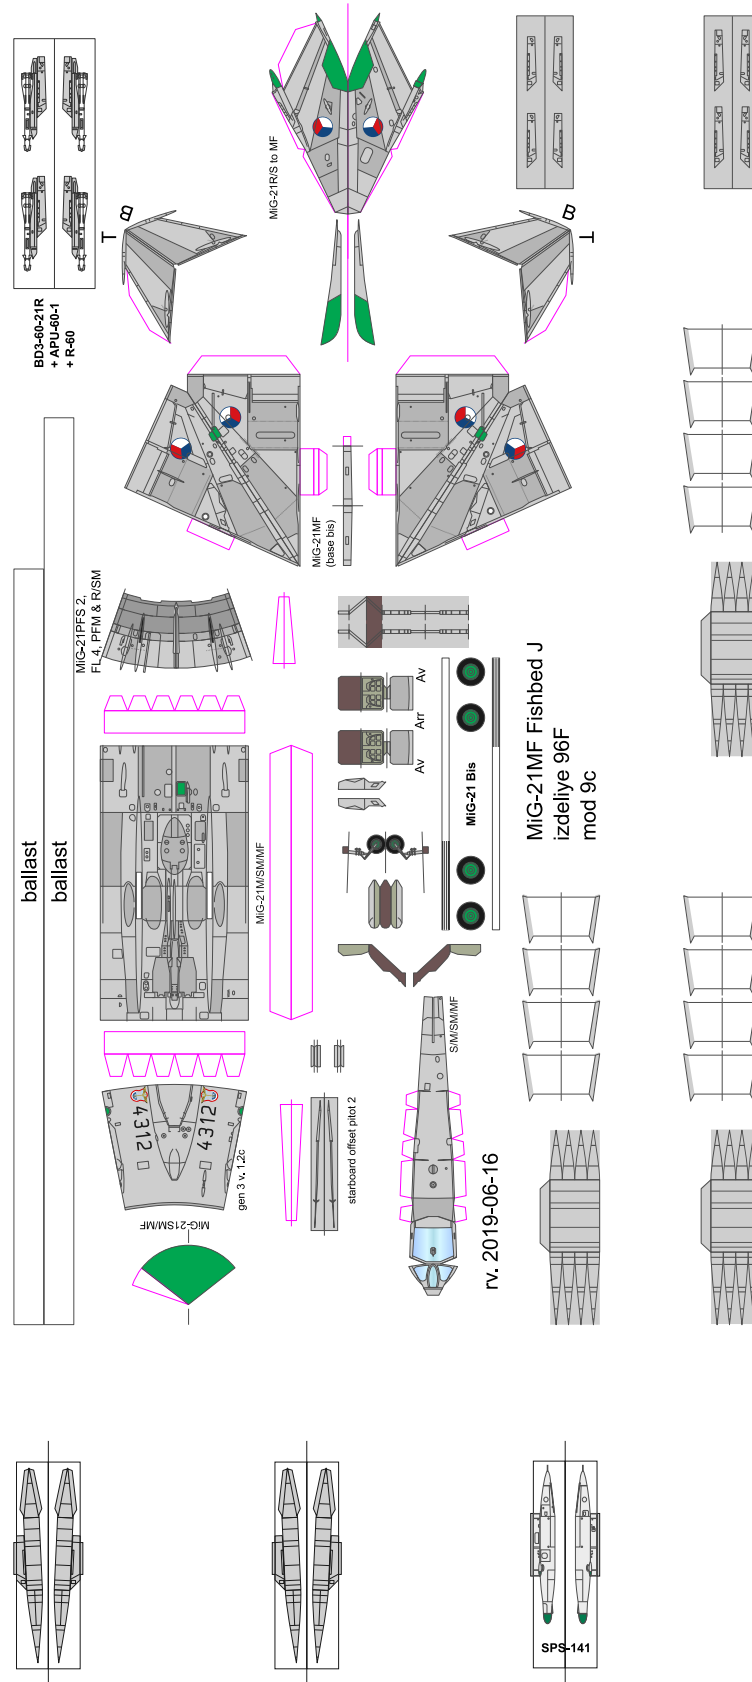 MiG-21R/S to MF
B
T
B
T
BD3-60-21R
+ APU-60-1
+ R-60
MiG-21MF
(base bis)
MiG-21PFS 2,
FL 4, PFM & R/SM
Av
Arr
Av
MiG-21 Bis
MiG-21MF Fishbed J
izdeliye 96F
mod 9c
ballast
ballast
MiG-21M/SM/MF
S/M/SM/MF
4312
4312
gen 3 v. 1.2c
starboard offset pitot 2
MiG-21SM/MF
rv. 2019-06-16
SPS-141